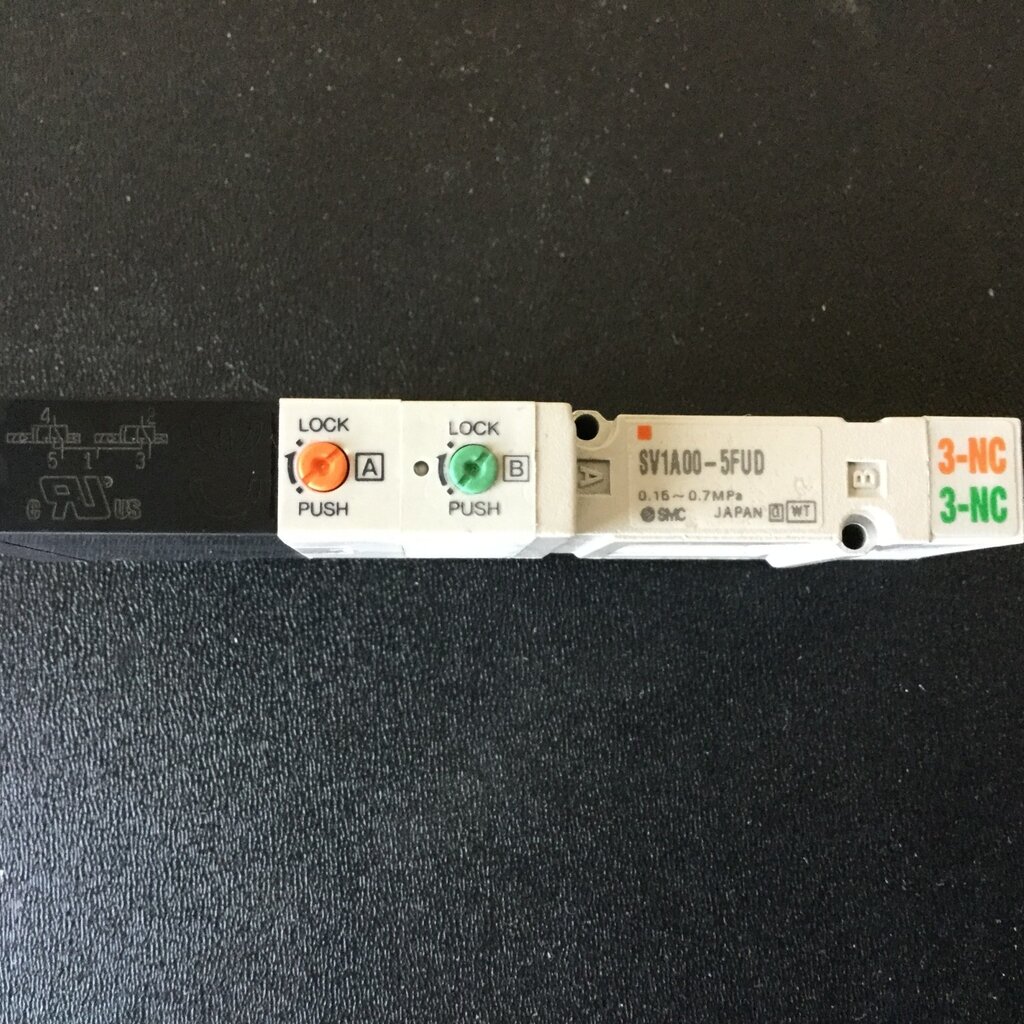 4
5 1 3
c RU US
LOCK
A
PUSH
LOCK
B
PUSH
A
SV1A00-5FUD
0.15~0.7MPa
SMC JAPAN WT
B
3-NC
3-NC